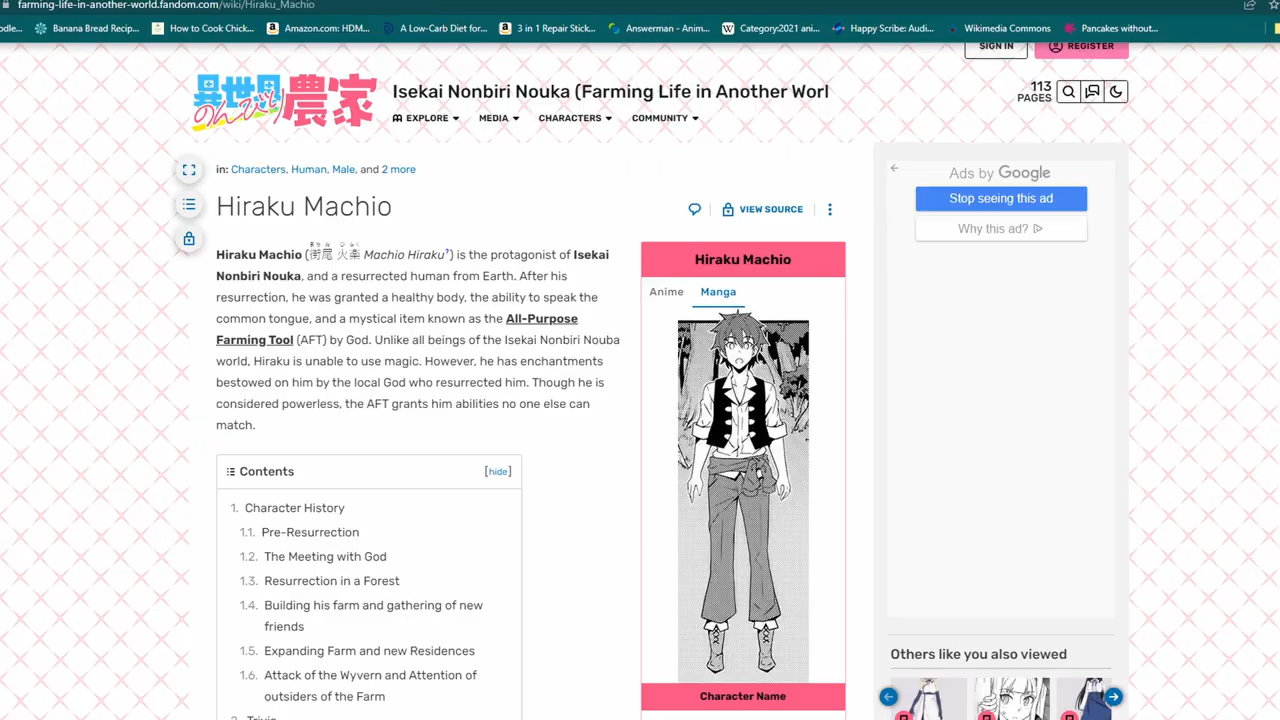 farming-life-in-another-world.fandom.com/wiki/Hiraku_Machio
Banana Bread Recip... How to Cook Chick... Amazon.com: HDM... A Low-Carb Diet for... 3 in 1 Repair Stick... Answerman - Anim... Category:2021 ani... Happy Scribe: Audi... Wikimedia Commons Pancakes without...
SIGN IN REGISTER
異世界のんびり農家
Isekai Nonbiri Nouka (Farming Life in Another Worl
113
PAGES
EXPLORE MEDIA CHARACTERS COMMUNITY
in: Characters, Human, Male, and 2 more
Hiraku Machio
VIEW SOURCE
Hiraku Machio (街尾 火楽 Machio Hiraku?) is the protagonist of Isekai
Nonbiri Nouka, and a resurrected human from Earth. After his
resurrection, he was granted a healthy body, the ability to speak the
common tongue, and a mystical item known as the All-Purpose
Farming Tool (AFT) by God. Unlike all beings of the Isekai Nonbiri Nouba
world, Hiraku is unable to use magic. However, he has enchantments
bestowed on him by the local God who resurrected him. Though he is
considered powerless, the AFT grants him abilities no one else can
match.
Contents [hide]
1. Character History
1.1. Pre-Resurrection
1.2. The Meeting with God
1.3. Resurrection in a Forest
1.4. Building his farm and gathering of new
friends
1.5. Expanding Farm and new Residences
1.6. Attack of the Wyvern and Attention of
outsiders of the Farm
2. Trivia
Hiraku Machio
Anime Manga
Character Name
Ads by Google
Stop seeing this ad
Why this ad?
Others like you also viewed